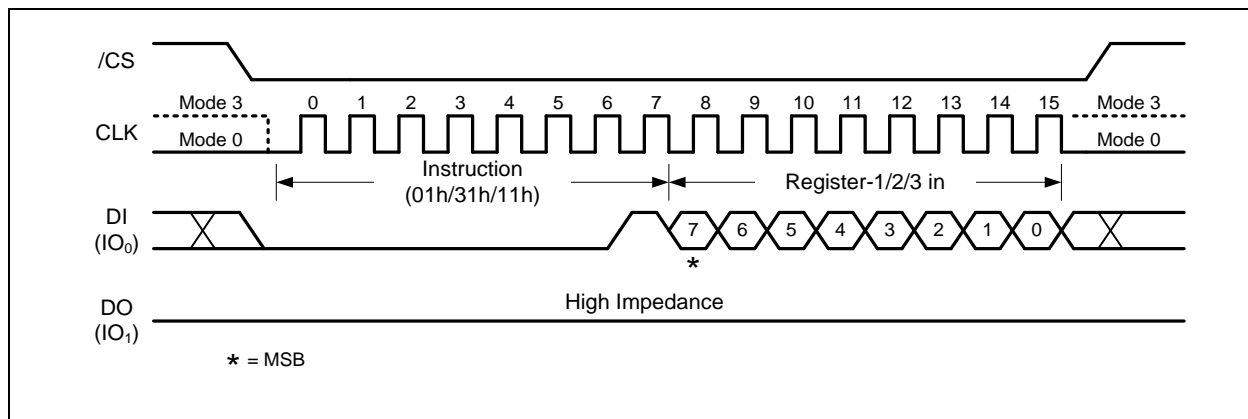 /CS
Mode 3 0 1 2 3 4 5 6 7 8 9 10 11 12 13 14 15 Mode 3
CLK
Mode 0 Mode 0
Instruction
(01h/31h/11h)
Register-1/2/3 in
DI
(IO₀)
7 6 5 4 3 2 1 0
*
High Impedance
DO
(IO₁)
* = MSB